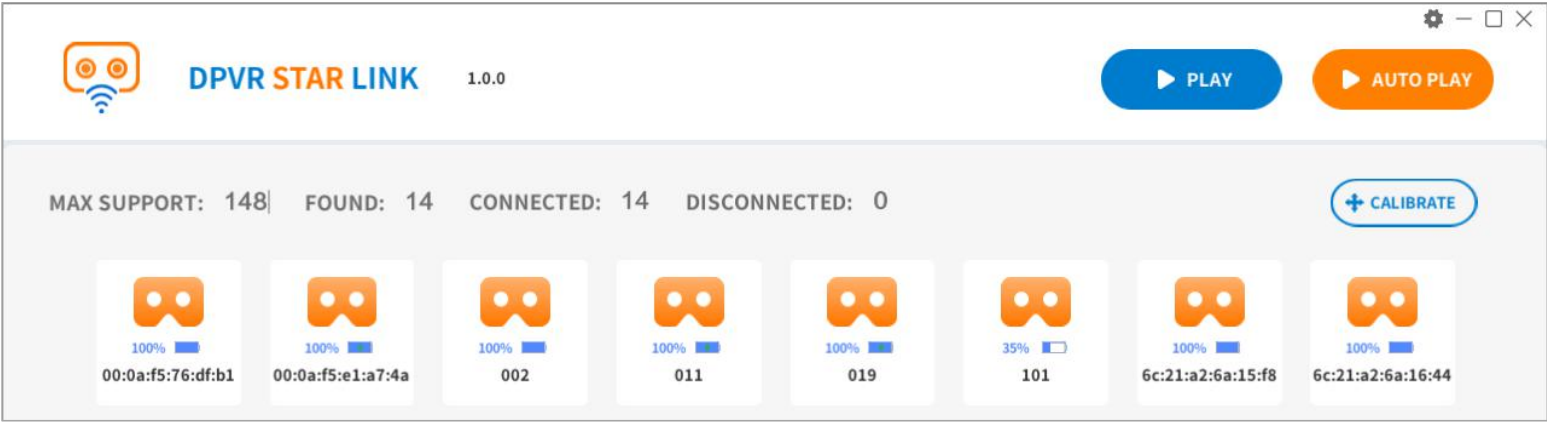 DPVR STAR LINK 1.0.0 PLAY AUTO PLAY
MAX SUPPORT: 148 FOUND: 14 CONNECTED: 14 DISCONNECTED: 0 CALIBRATE
100% 100% 100% 100% 100% 35% 100% 100%
00:0a:f5:76:df:b1 00:0a:f5:e1:a7:4a 002 011 019 101 6c:21:a2:6a:15:f8 6c:21:a2:6a:16:44